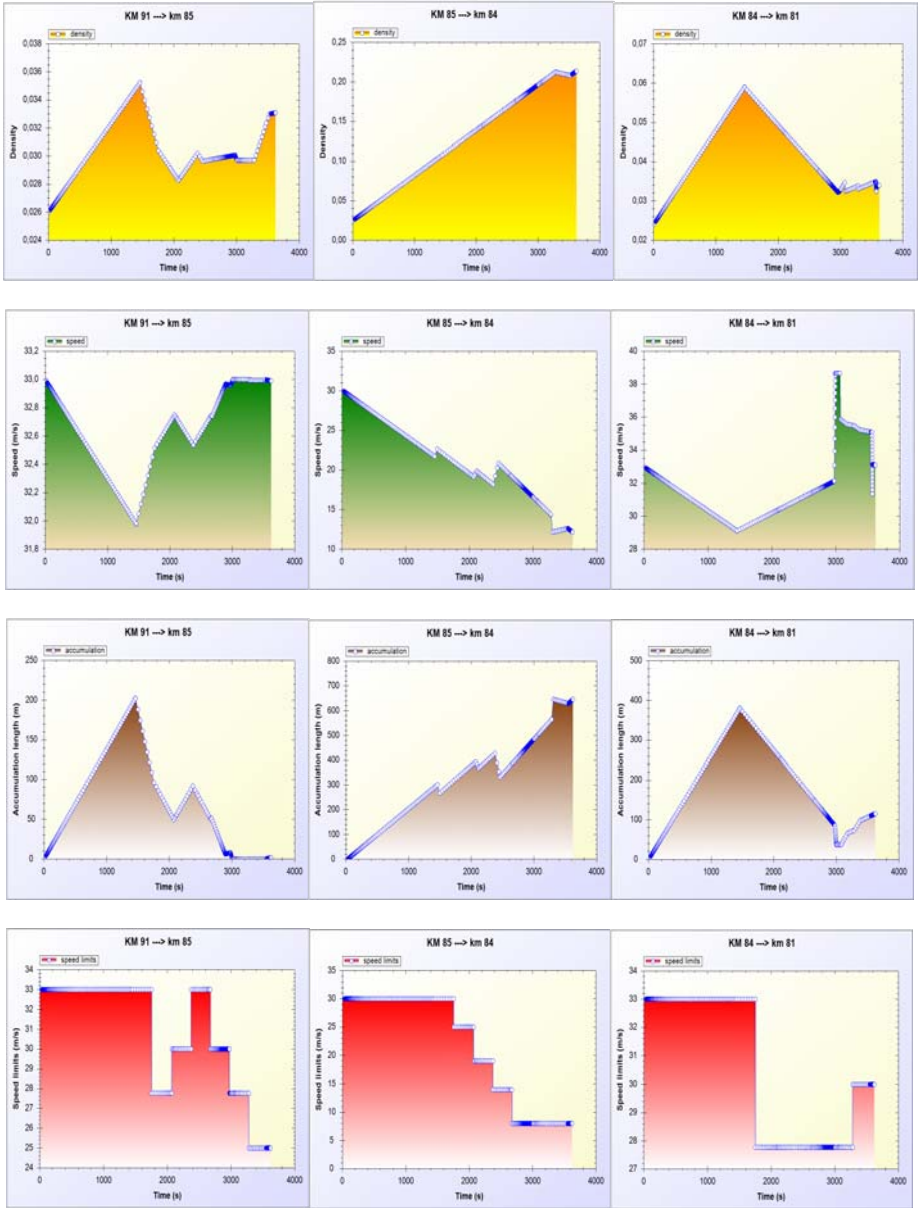 KM 91 ---> km 85
density
Density
0,038
0,036
0,034
0,032
0,030
0,028
0,026
0,024
0 1000 2000 3000 4000
Time (s)
KM 85 ---> km 84
density
Density
0,25
0,20
0,15
0,10
0,05
0,00
0 1000 2000 3000 4000
Time (s)
KM 84 ---> km 81
density
Density
0,07
0,06
0,05
0,04
0,03
0,02
0 1000 2000 3000 4000
Time (s)
KM 91 ---> km 85
speed
Speed (m/s)
33,2
33,0
32,8
32,6
32,4
32,2
32,0
31,8
0 1000 2000 3000 4000
Time (s)
KM 85 ---> km 84
speed
Speed (m/s)
35
30
25
20
15
10
0 1000 2000 3000 4000
Time (s)
KM 84 ---> km 81
speed
Speed (m/s)
40
38
36
34
32
30
28
0 1000 2000 3000 4000
Time (s)
KM 91 ---> km 85
accumulation
Accumulation length (m)
250
200
150
100
50
0
0 1000 2000 3000 4000
Time (s)
KM 85 ---> km 84
accumulation
Accumulation length (m)
800
700
600
500
400
300
200
100
0
0 1000 2000 3000 4000
Time (s)
KM 84 ---> km 81
accumulation
Accumulation length (m)
500
400
300
200
100
0
0 1000 2000 3000 4000
Time (s)
KM 91 ---> km 85
speed limits
Speed limits (m/s)
34
33
32
31
30
29
28
27
26
25
24
0 1000 2000 3000 4000
Time (s)
KM 85 ---> km 84
speed limits
Speed limits (m/s)
35
30
25
20
15
10
5
0
0 1000 2000 3000 4000
Time (s)
KM 84 ---> km 81
speed limits
Speed limits (m/s)
34
33
32
31
30
29
28
27
0 1000 2000 3000 4000
Time (s)